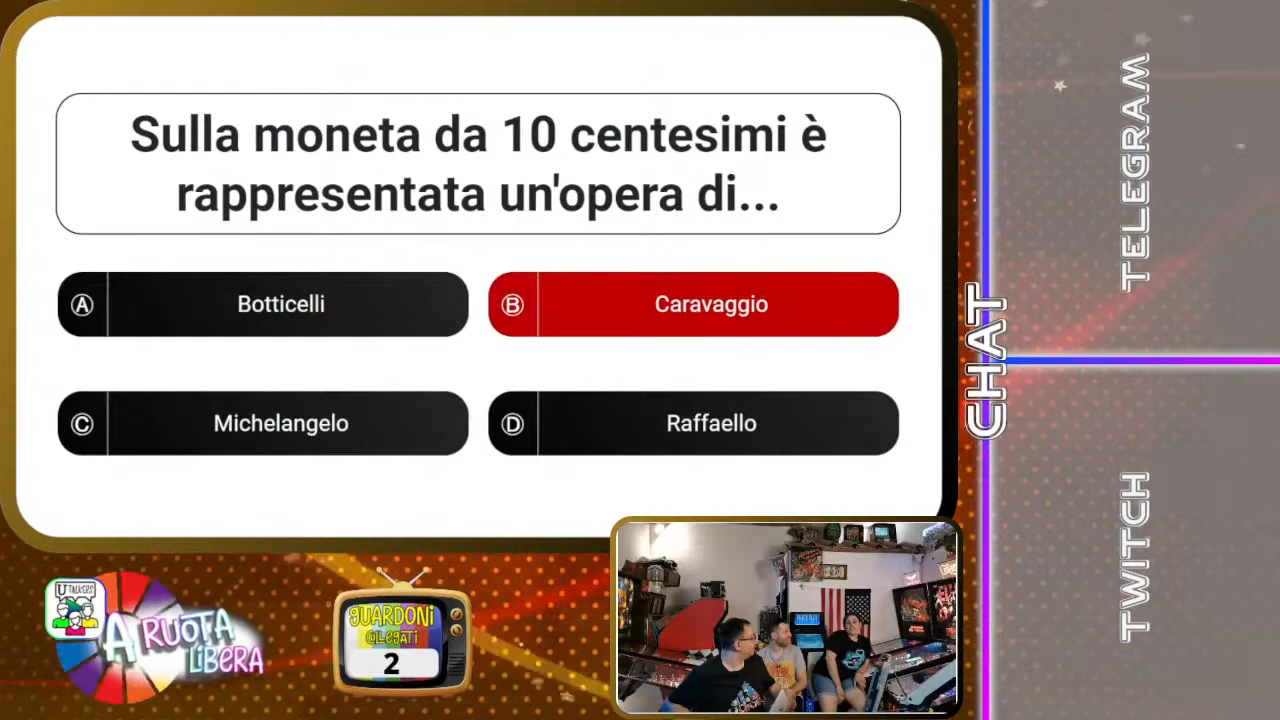 Sulla moneta da 10 centesimi è
rappresentata un'opera di...
A Botticelli
B Caravaggio
C Michelangelo
D Raffaello
CHAT
TELEGRAM
TWITCH
U TALKERS
A RUOTA
LIBERA
GUARDONI
COLLEGATI
2